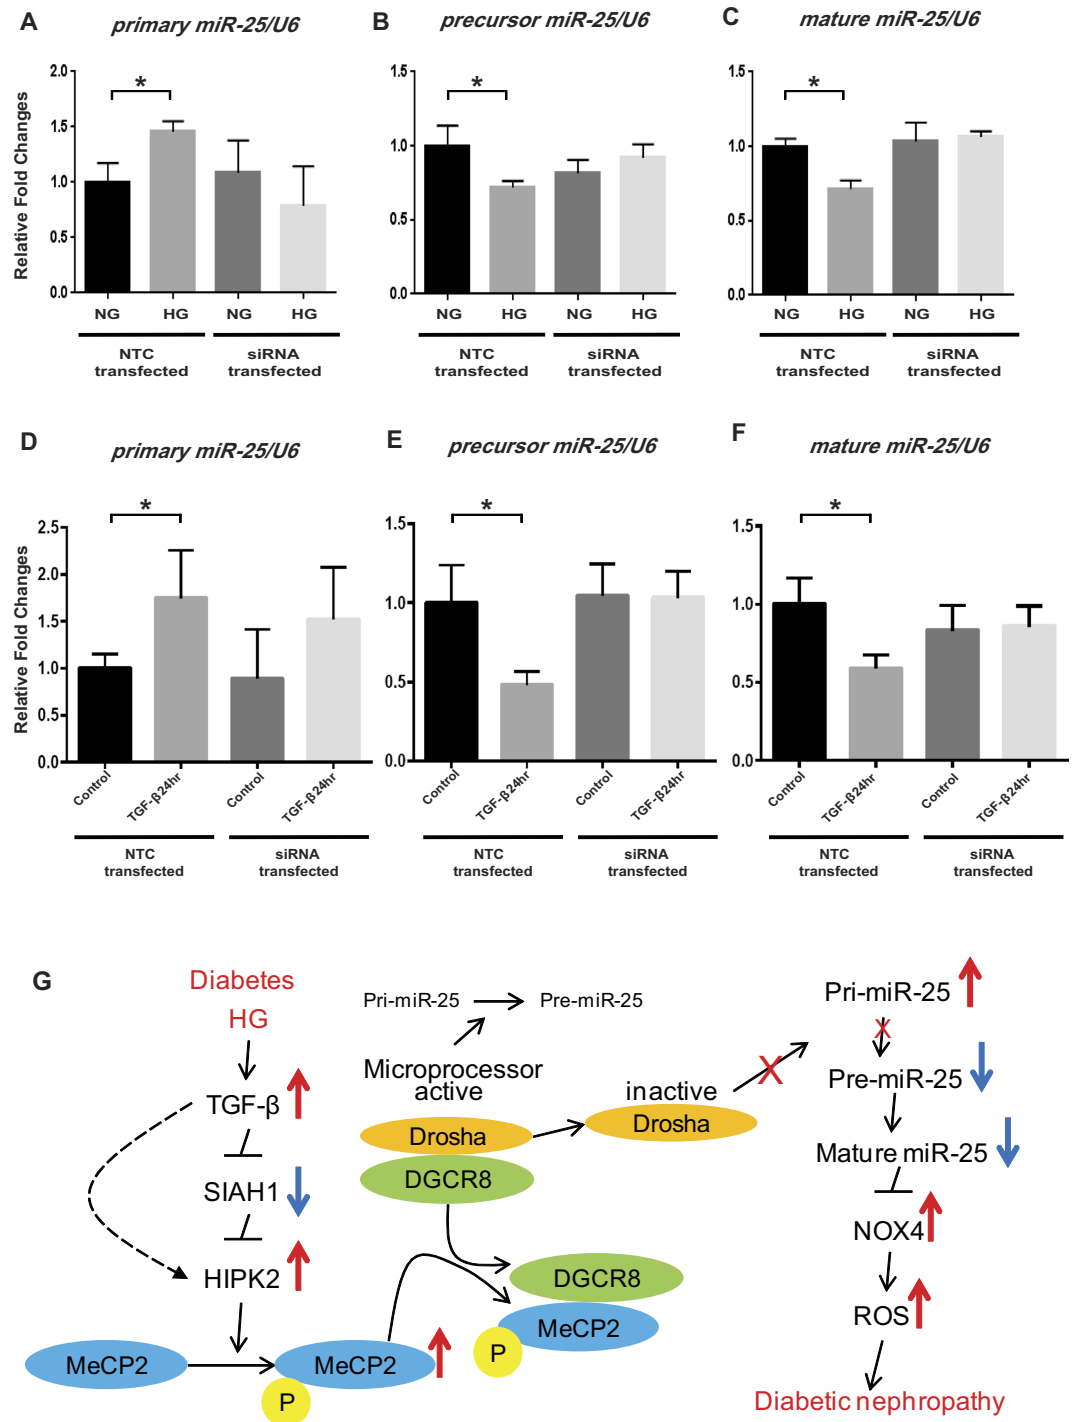 A
primary miR-25/U6
B
precursor miR-25/U6
C
mature miR-25/U6
Relative Fold Changes
2.0
1.5
1.0
0.5
0.0
*
NG
HG
NG
HG
NTC
transfected
siRNA
transfected
1.5
1.0
0.5
0.0
*
NG
HG
NG
HG
NTC
transfected
siRNA
transfected
1.5
1.0
0.5
0.0
*
NG
HG
NG
HG
NTC
transfected
siRNA
transfected
D
primary miR-25/U6
E
precursor miR-25/U6
F
mature miR-25/U6
Relative Fold Changes
2.5
2.0
1.5
1.0
0.5
0.0
*
Control
TGF-β24hr
Control
TGF-β24hr
NTC
transfected
siRNA
transfected
1.5
1.0
0.5
0.0
*
Control
TGF-β24hr
Control
TGF-β24hr
NTC
transfected
siRNA
transfected
1.5
1.0
0.5
0.0
*
Control
TGF-β24hr
Control
TGF-β24hr
NTC
transfected
siRNA
transfected
G
Diabetes
HG
TGF-β
SIAH1
HIPK2
MeCP2
MeCP2
P
Pri-miR-25
Pre-miR-25
Microprocessor
active
Drosha
DGCR8
inactive
Drosha
X
DGCR8
MeCP2
P
Pri-miR-25
X
Pre-miR-25
Mature miR-25
NOX4
ROS
Diabetic nephropathy